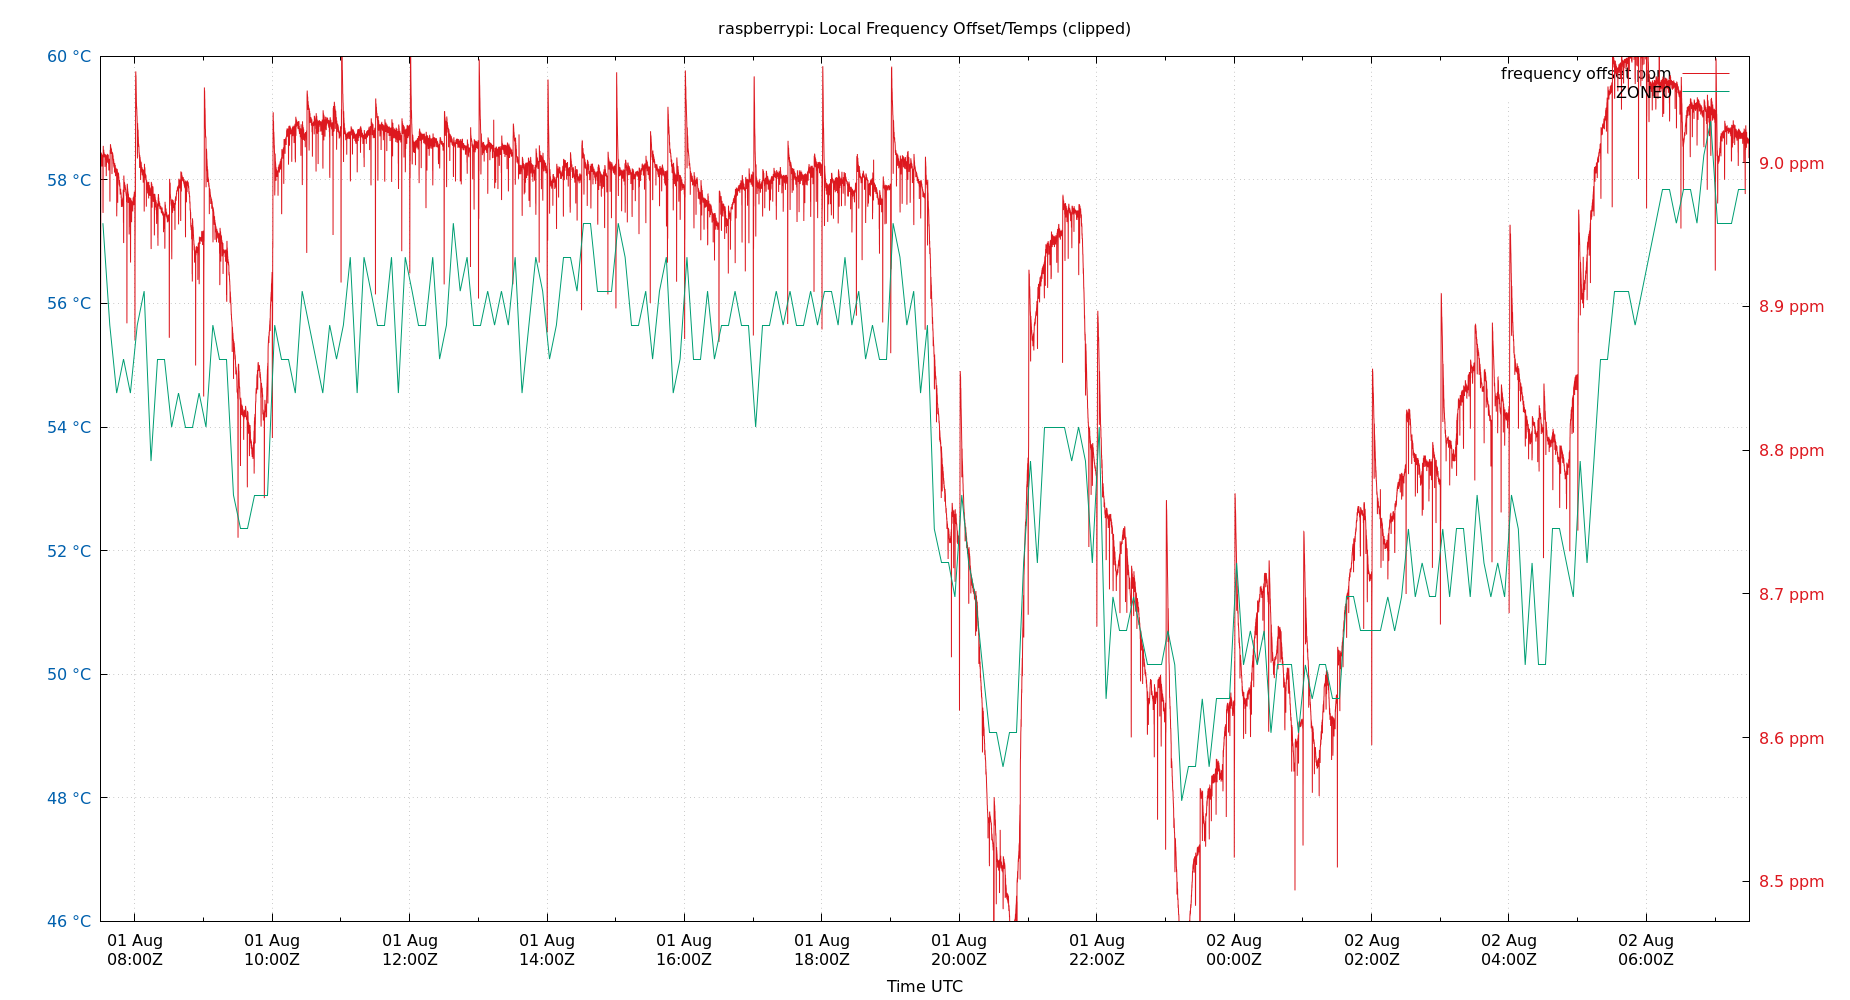 raspberrypi: Local Frequency Offset/Temps (clipped)
60 °C
58 °C
56 °C
54 °C
52 °C
50 °C
48 °C
46 °C
frequency offset ppm
ZONE0
9.0 ppm
8.9 ppm
8.8 ppm
8.7 ppm
8.6 ppm
8.5 ppm
01 Aug 01 Aug 01 Aug 01 Aug 01 Aug 01 Aug 01 Aug 01 Aug 02 Aug 02 Aug 02 Aug 02 Aug
08:00Z 10:00Z 12:00Z 14:00Z 16:00Z 18:00Z 20:00Z 22:00Z 00:00Z 02:00Z 04:00Z 06:00Z
Time UTC